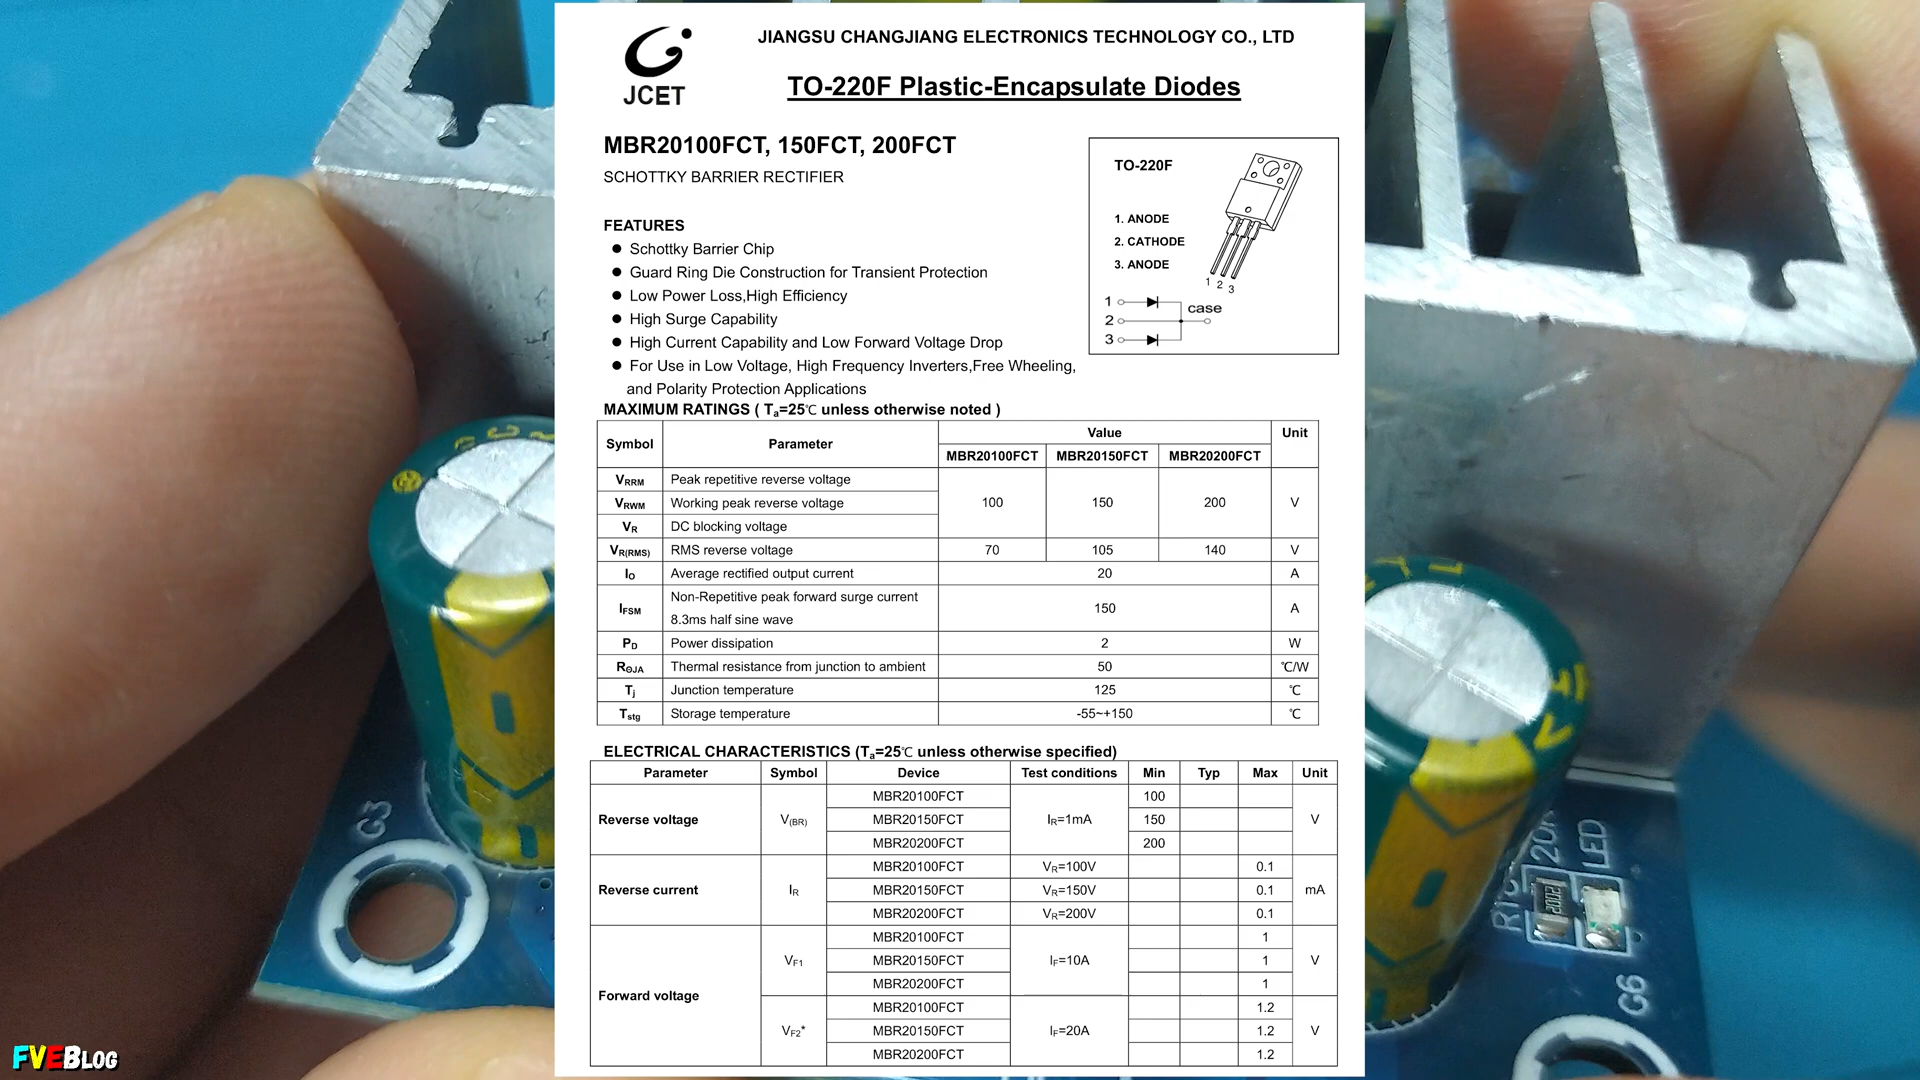 JCET
JIANGSU CHANGJIANG ELECTRONICS TECHNOLOGY CO., LTD
TO-220F Plastic-Encapsulate Diodes
MBR20100FCT, 150FCT, 200FCT
SCHOTTKY BARRIER RECTIFIER
TO-220F
1. ANODE
2. CATHODE
3. ANODE
1 2 3
1
case
2
3
FEATURES
● Schottky Barrier Chip
● Guard Ring Die Construction for Transient Protection
● Low Power Loss,High Efficiency
● High Surge Capability
● High Current Capability and Low Forward Voltage Drop
● For Use in Low Voltage, High Frequency Inverters,Free Wheeling,
and Polarity Protection Applications
MAXIMUM RATINGS ( Ta=25℃ unless otherwise noted )
Symbol Parameter Value Unit
MBR20100FCT MBR20150FCT MBR20200FCT
VRRM Peak repetitive reverse voltage
VRWM Working peak reverse voltage 100 150 200 V
VR DC blocking voltage
VR(RMS) RMS reverse voltage 70 105 140 V
IO Average rectified output current 20 A
IFSM Non-Repetitive peak forward surge current
8.3ms half sine wave 150 A
PD Power dissipation 2 W
RΘJA Thermal resistance from junction to ambient 50 ℃/W
Tj Junction temperature 125 ℃
Tstg Storage temperature -55~+150 ℃
ELECTRICAL CHARACTERISTICS (Ta=25℃ unless otherwise specified)
Parameter Symbol Device Test conditions Min Typ Max Unit
MBR20100FCT 100
Reverse voltage V(BR) MBR20150FCT IR=1mA 150 V
MBR20200FCT 200
MBR20100FCT VR=100V 0.1
Reverse current IR MBR20150FCT VR=150V 0.1 mA
MBR20200FCT VR=200V 0.1
MBR20100FCT 1
VF1 MBR20150FCT IF=10A 1 V
MBR20200FCT 1
Forward voltage
MBR20100FCT 1.2
VF2* MBR20150FCT IF=20A 1.2 V
MBR20200FCT 1.2
G3
LED
G6
FVEBLOG